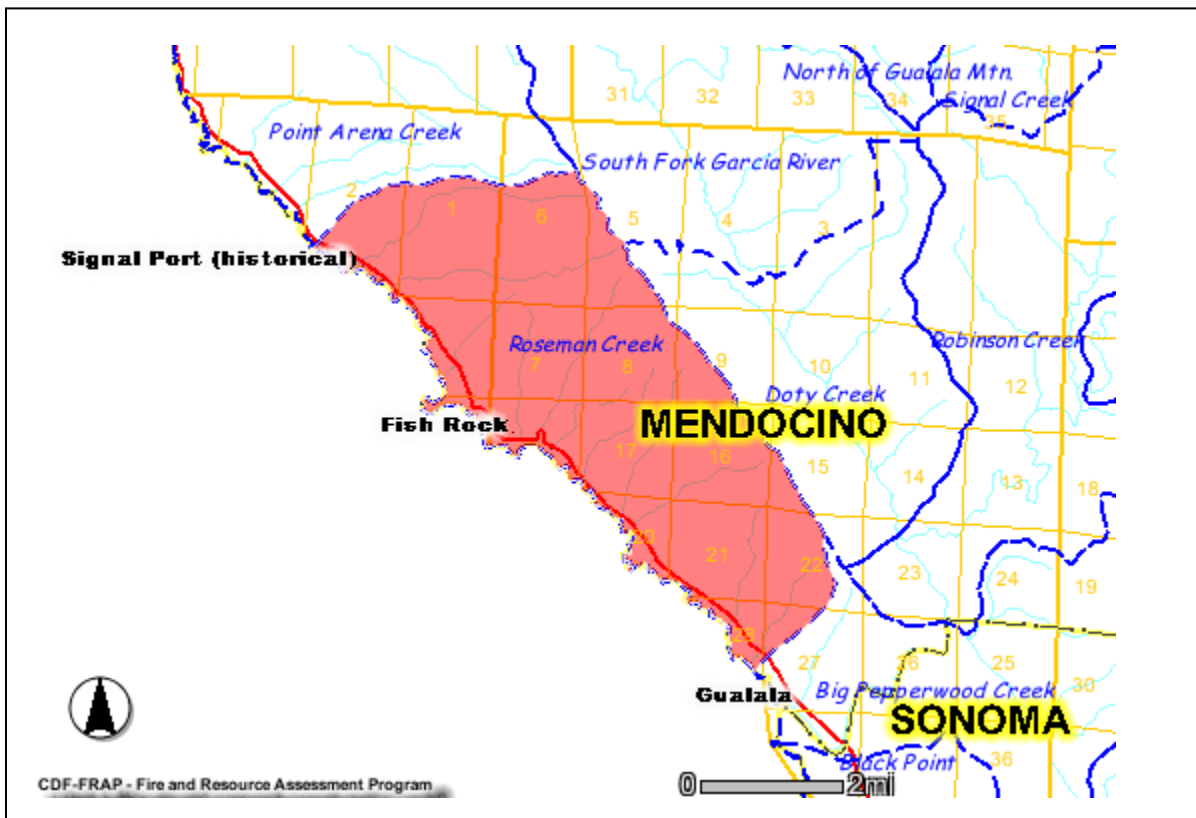 North of Gualala Mtn.
31
32
33
34
Signal Creek
35
Point Arena Creek
South Fork Garcia River
2
1
6
5
4
3
Signal Port (historical)
Roseman Creek
Robinson Creek
7
8
9
10
11
12
Doty Creek
Fish Rock
MENDOCINO
17
16
15
14
13
18
20
21
22
23
24
19
28
27
26
25
30
Gualala
Big Pepperwood Creek
SONOMA
Black Point
36
CDF-FRAP - Fire and Resource Assessment Program
0 2mi